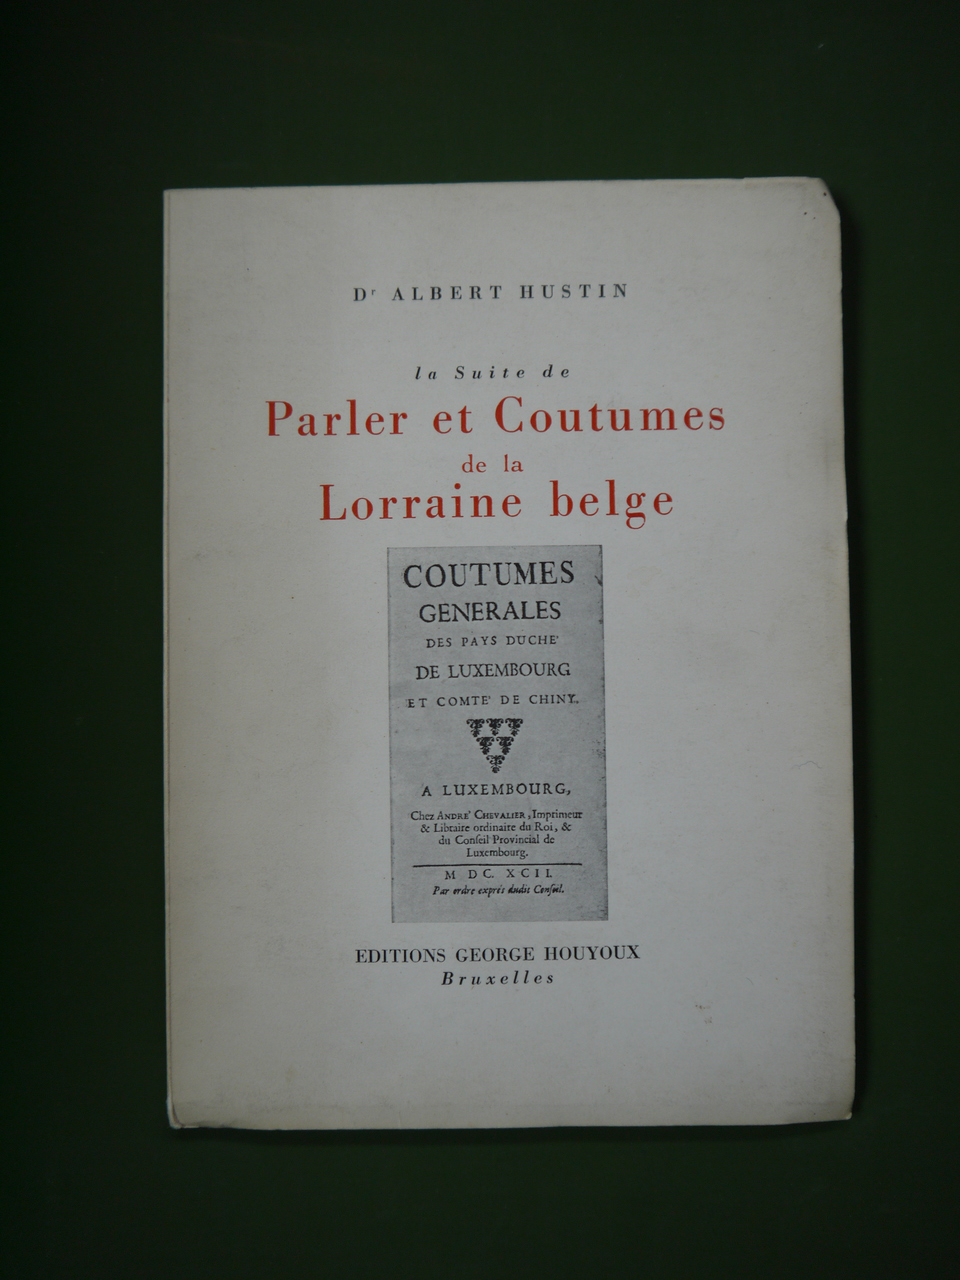 Dr ALBERT HUSTIN
la Suite de
Parler et Coutumes
de la
Lorraine belge
COUTUMES
GENERALES
DES PAYS DUCHE'
DE LUXEMBOURG
ET COMTE' DE CHINY.
A LUXEMBOURG,
Chez ANDRE' CHEVALIER, Imprimeur
& Libraire ordinaire du Roi, &
du Conseil Provincial de
Luxembourg.
M DC. XCII.
Par ordre exprés dudit Conseil.
EDITIONS GEORGE HOUYOUX
Bruxelles